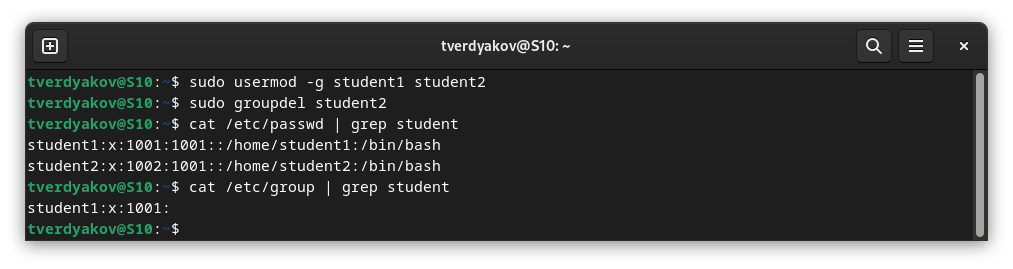 tverdyakov@S10: ~
tverdyakov@S10:~$ sudo usermod -g student1 student2
tverdyakov@S10:~$ sudo groupdel student2
tverdyakov@S10:~$ cat /etc/passwd | grep student
student1:x:1001:1001::/home/student1:/bin/bash
student2:x:1002:1001::/home/student2:/bin/bash
tverdyakov@S10:~$ cat /etc/group | grep student
student1:x:1001:
tverdyakov@S10:~$